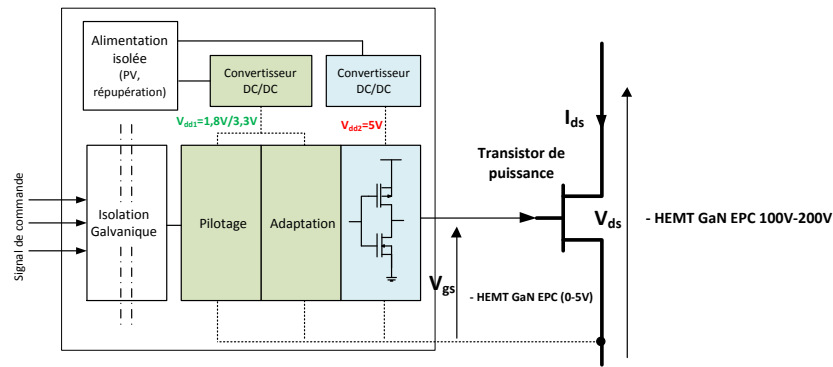 Alimentation
isolée
(PV,
répupération)
Convertisseur
DC/DC
Convertisseur
DC/DC
Vdd1=1,8V/3,3V
Vdd2=5V
Signal de commande
Isolation
Galvanique
Pilotage
Adaptation
Transistor de
puissance
Ids
Vds
Vgs
- HEMT GaN EPC (0-5V)
- HEMT GaN EPC 100V-200V